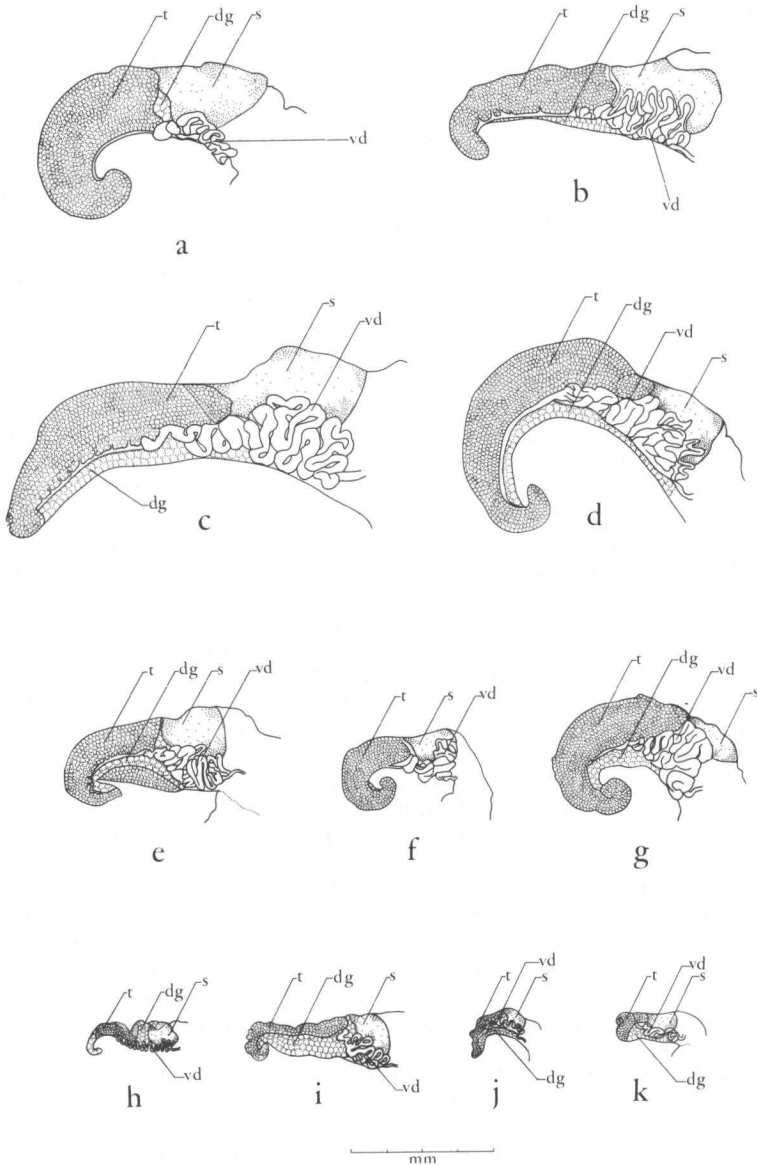 t dg s
vd
a
t s
dg
vd
b
t s vd
dg
c
t dg vd s
d
t dg s vd
e
t s vd
f
t dg vd s
g
t dg s
vd
h
t dg s
vd
i
t vd s
dg
j
t vd s
dg
k
mm